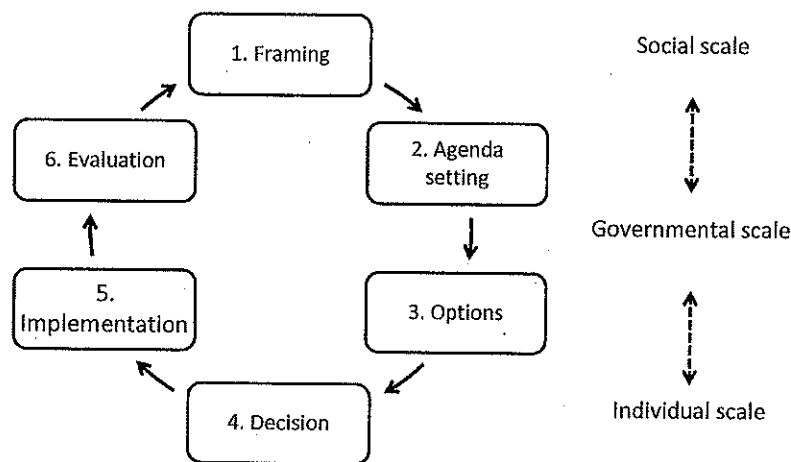 1. Framing
Social scale
6. Evaluation
2. Agenda
setting
Governmental scale
5.
Implementation
3. Options
4. Decision
Individual scale